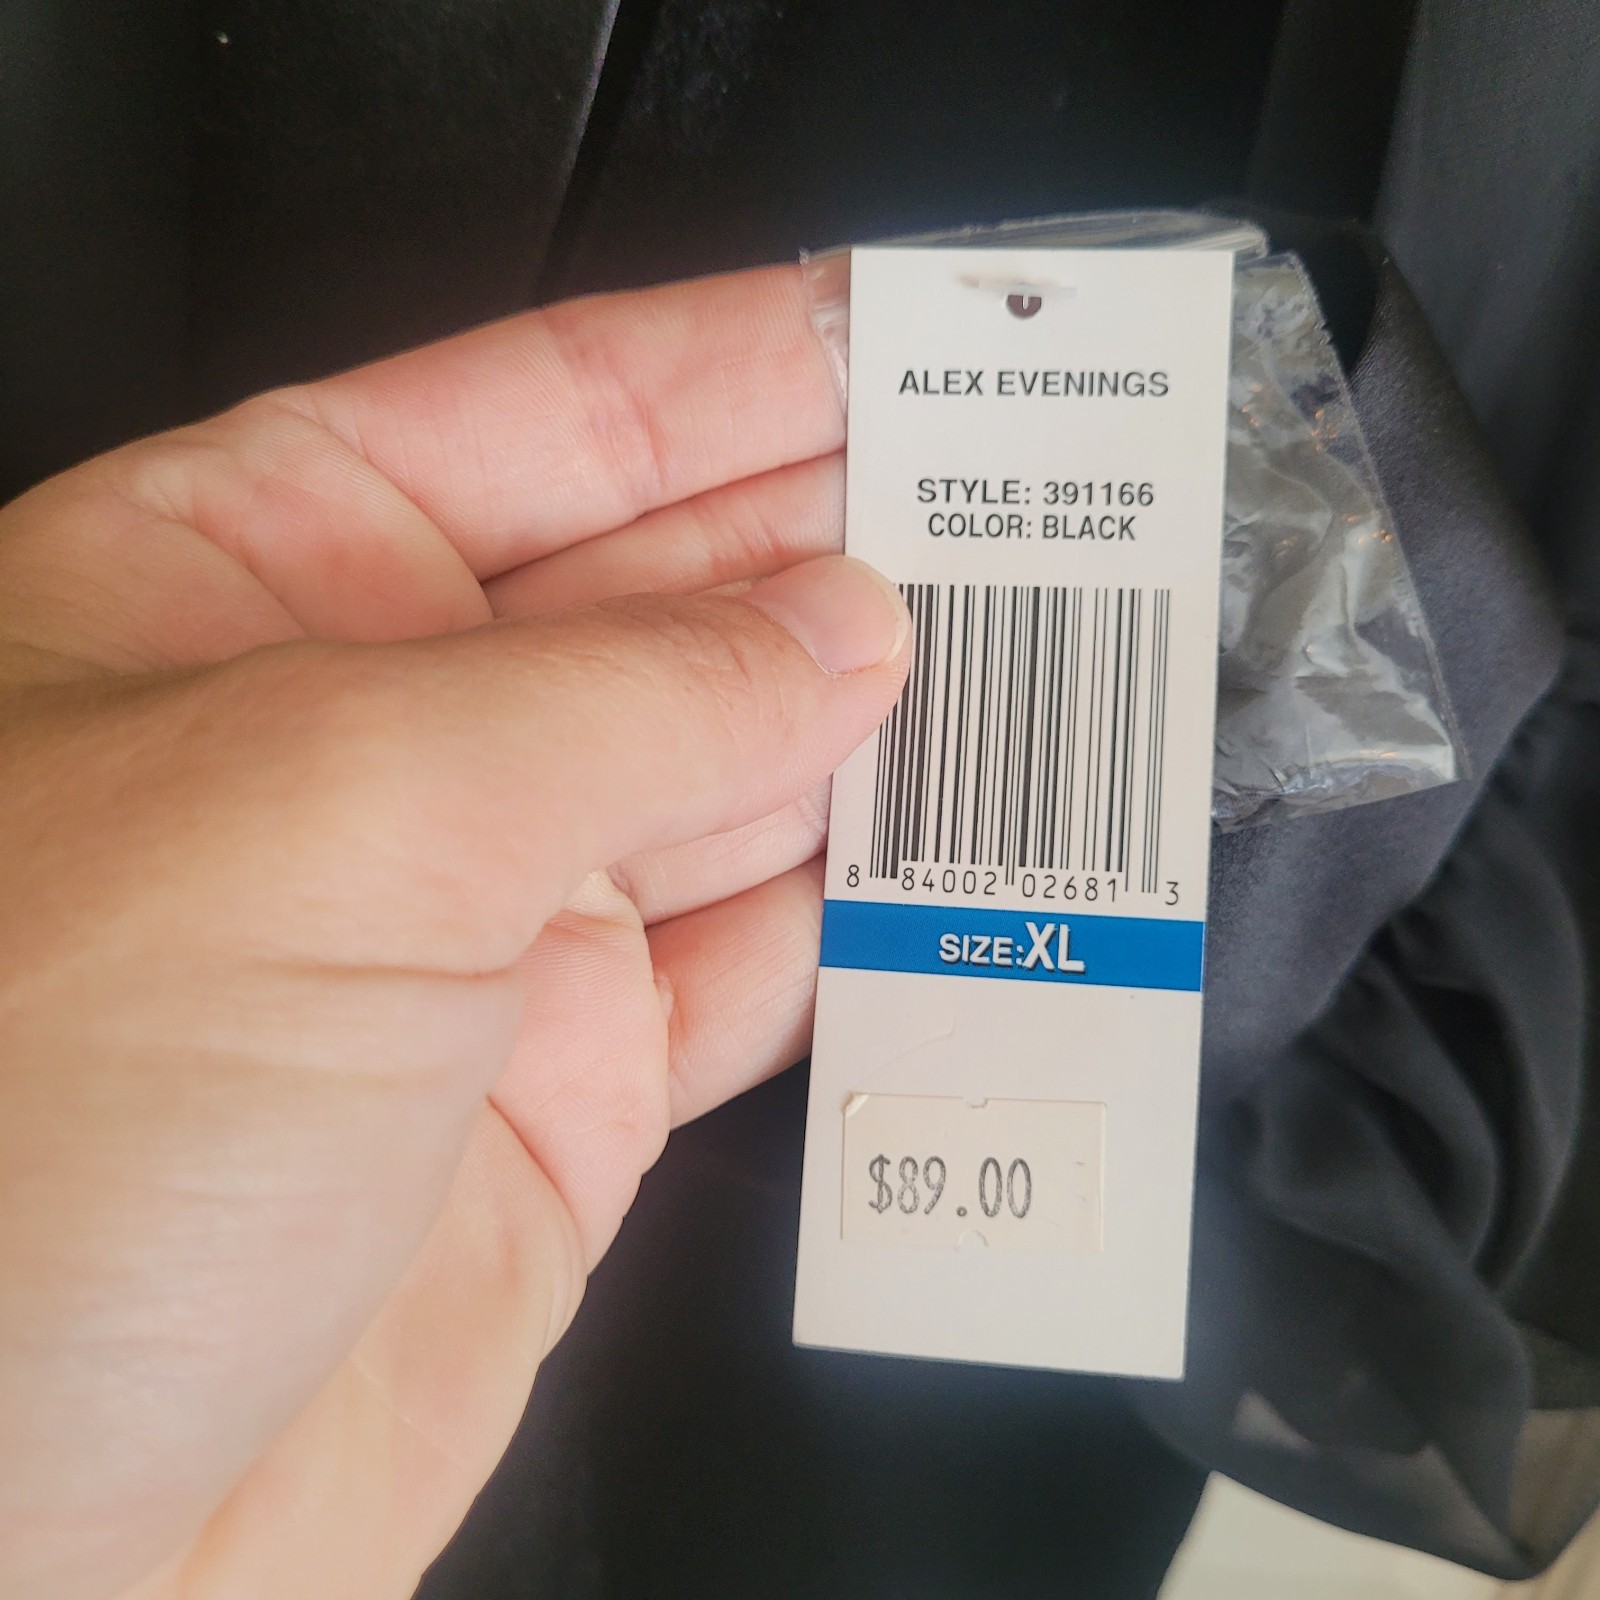 ALEX EVENINGS
STYLE: 391166
COLOR: BLACK
8 84002 02681 3
SIZE:XL
$89.00